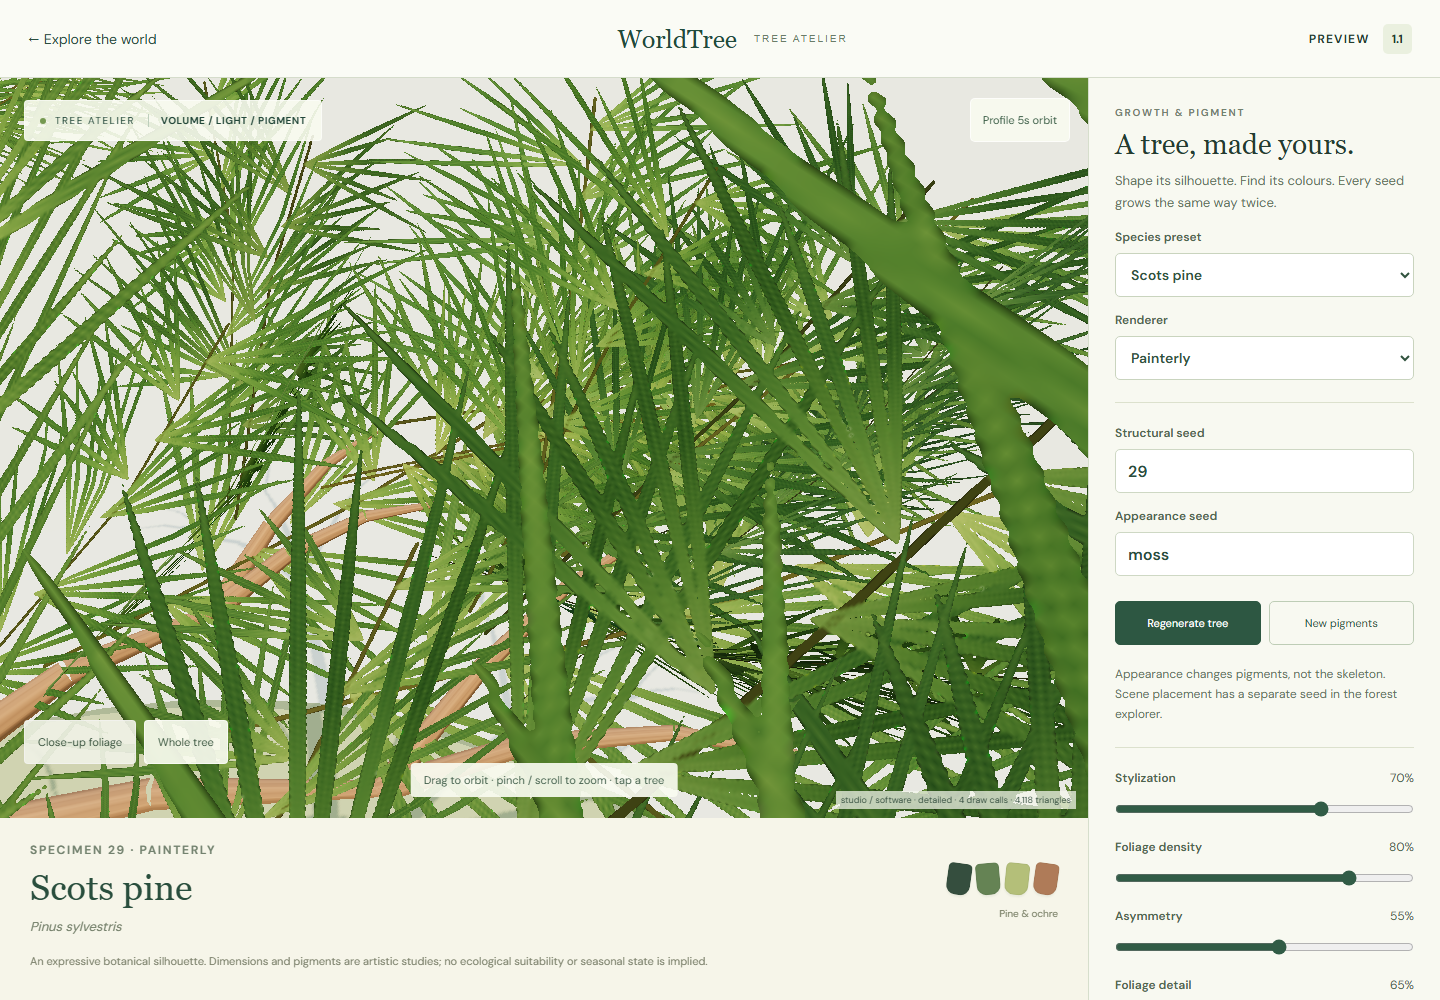 ← Explore the world
WorldTree TREE ATELIER
PREVIEW 1.1
TREE ATELIER VOLUME / LIGHT / PIGMENT
Profile 5s orbit
Close-up foliage
Whole tree
Drag to orbit · pinch / scroll to zoom · tap a tree
studio / software · detailed · 4 draw calls · 4,118 triangles
SPECIMEN 29 · PAINTERLY
Scots pine
Pinus sylvestris
An expressive botanical silhouette. Dimensions and pigments are artistic studies; no ecological suitability or seasonal state is implied.
Pine & ochre
GROWTH & PIGMENT
A tree, made yours.
Shape its silhouette. Find its colours. Every seed
grows the same way twice.
Species preset
Scots pine
Renderer
Painterly
Structural seed
29
Appearance seed
moss
Regenerate tree
New pigments
Appearance changes pigments, not the skeleton.
Scene placement has a separate seed in the forest
explorer.
Stylization 70%
Foliage density 80%
Asymmetry 55%
Foliage detail 65%